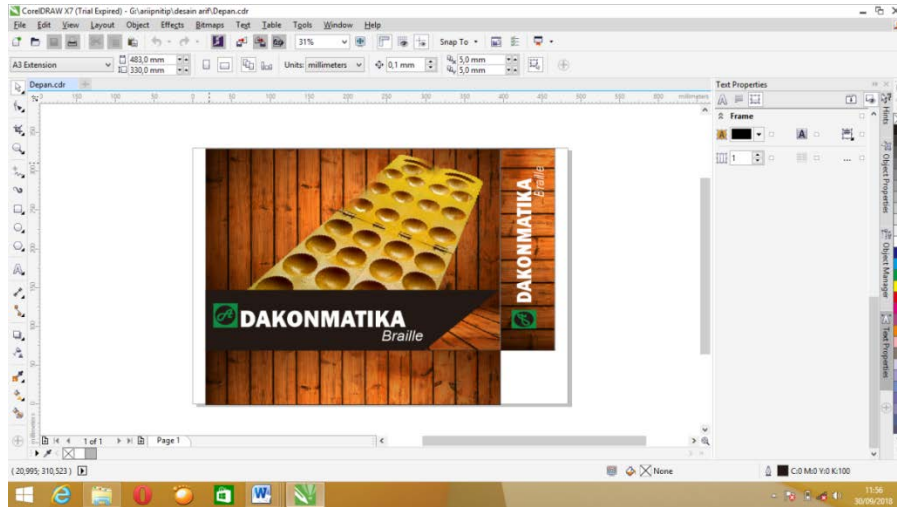 CorelDRAW X7 (Trial Expired) - G:\ariipnitip\desain arif\Depan.cdr
File Edit View Layout Object Effects Bitmaps Text Table Tools Window Help
31% Snap To
A3 Extension 483,0 mm 330,0 mm Units: millimeters 0,1 mm 5,0 mm 5,0 mm
Depan.cdr
millimeters
Text Properties
Frame
1
Hints
Object Properties
Object Manager
Text Properties
DAKONMATIKA
Braille
DAKONMATIKA
Braille
1 of 1 Page 1
( 20,995; 310,523 ) None C:0 M:0 Y:0 K:100
11:56
30/09/2018